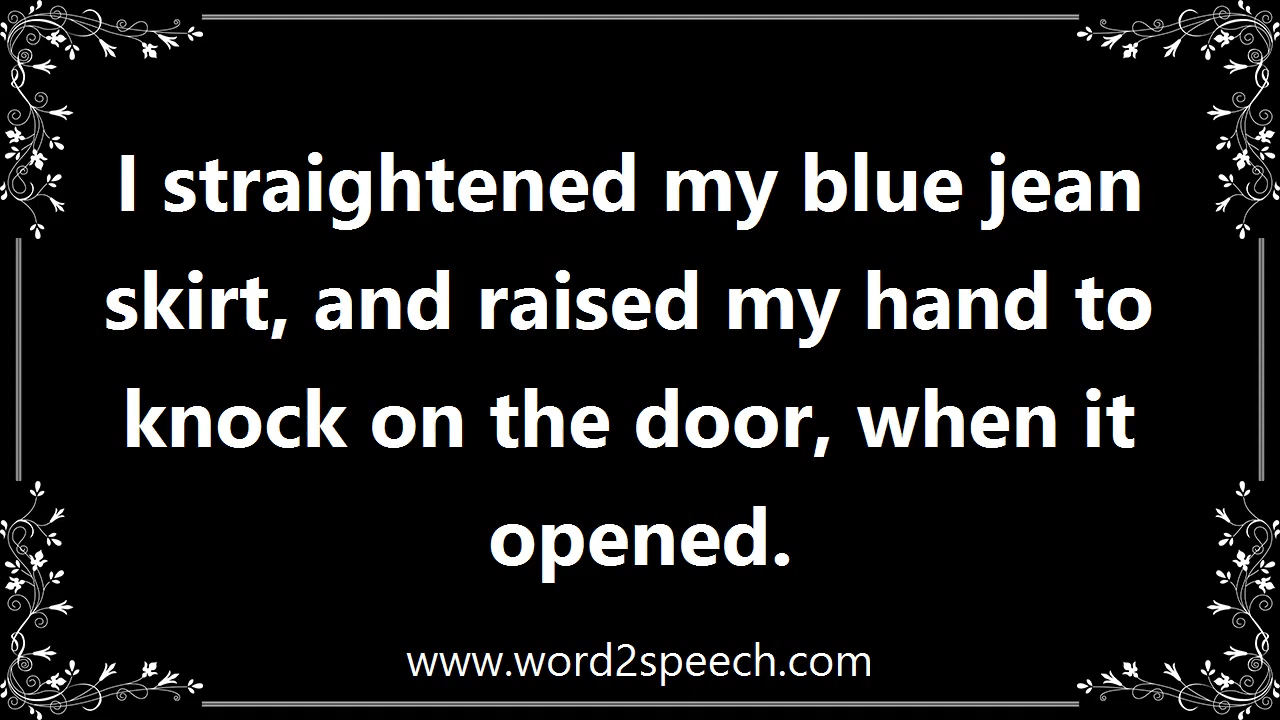 I straightened my blue jean
skirt, and raised my hand to
knock on the door, when it
opened.
www.word2speech.com